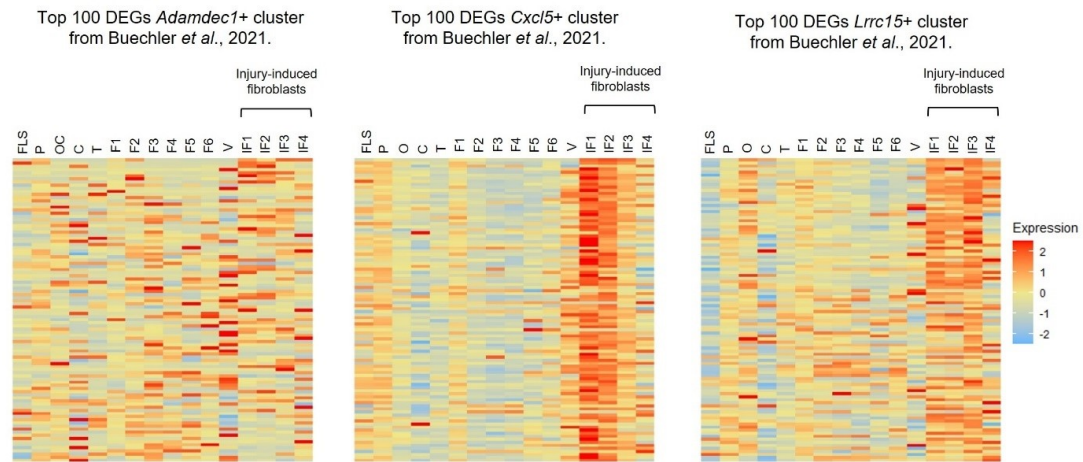 Top 100 DEGs Adamdec1+ cluster
from Buechler et al., 2021.
Injury-induced
fibroblasts
FLS P OC C T F1 F2 F3 F4 F5 F6 V IF1 IF2 IF3 IF4
Top 100 DEGs Cxcl5+ cluster
from Buechler et al., 2021.
Injury-induced
fibroblasts
FLS P O C T F1 F2 F3 F4 F5 F6 V IF1 IF2 IF3 IF4
Top 100 DEGs Lrrc15+ cluster
from Buechler et al., 2021.
Injury-induced
fibroblasts
FLS P O C T F1 F2 F3 F4 F5 F6 V IF1 IF2 IF3 IF4
Expression
2
1
0
-1
-2